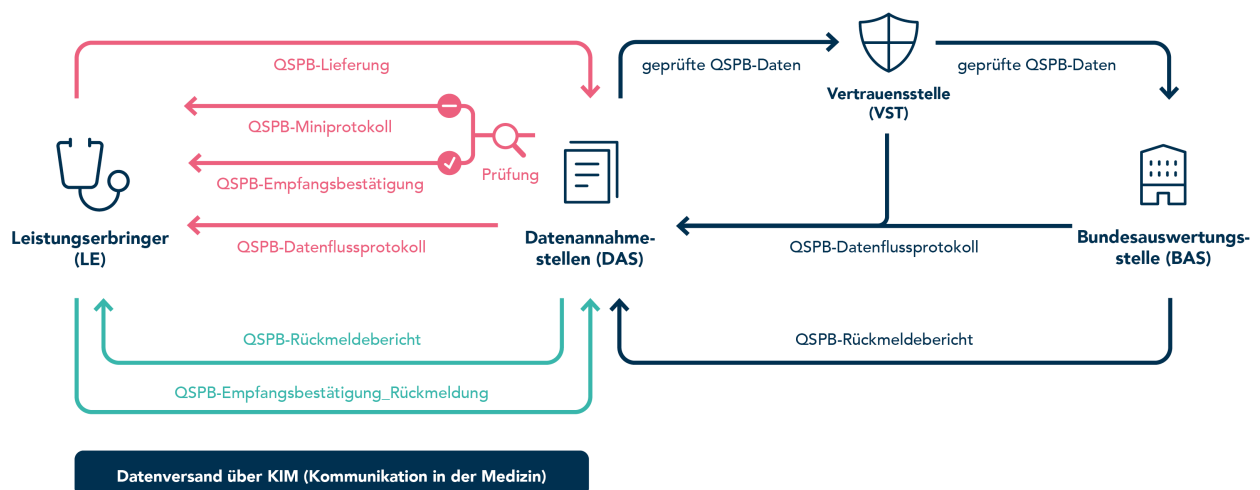 QSPB-Lieferung
geprüfte QSPB-Daten
geprüfte QSPB-Daten
Vertrauensstelle
(VST)
QSPB-Miniprotokoll
Prüfung
QSPB-Empfangsbestätigung
Leistungserbringer
(LE)
QSPB-Datenflussprotokoll
Datenannahme-
stellen (DAS)
QSPB-Datenflussprotokoll
Bundesauswertungs-
stelle (BAS)
QSPB-Rückmeldebericht
QSPB-Rückmeldebericht
QSPB-Empfangsbestätigung_Rückmeldung
Datenversand über KIM (Kommunikation in der Medizin)